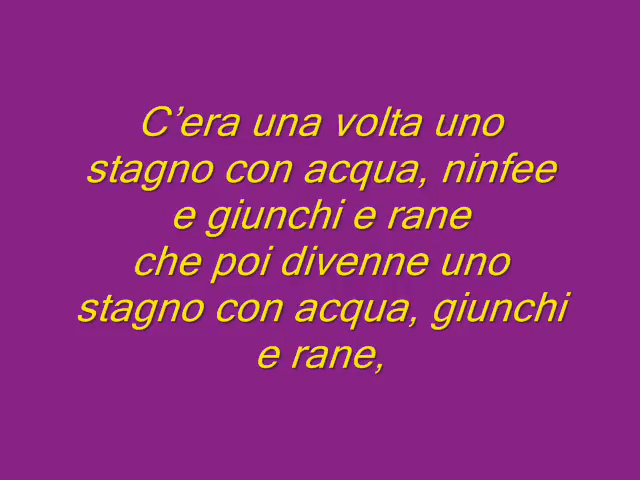 C’era una volta uno
stagno con acqua, ninfee
e giunchi e rane
che poi divenne uno
stagno con acqua, giunchi
e rane,